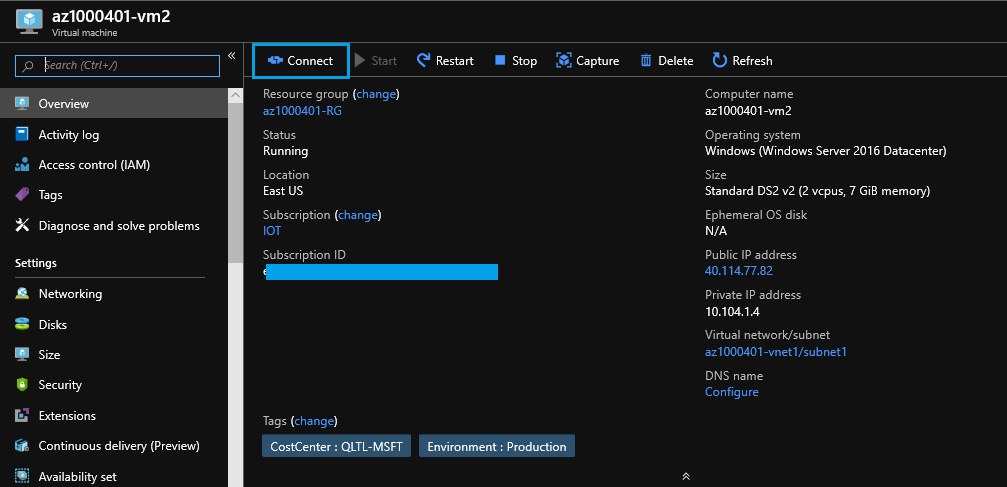 az1000401-vm2
Virtual machine
Search (Ctrl+/)
«
Overview
Activity log
Access control (IAM)
Tags
Diagnose and solve problems
Settings
Networking
Disks
Size
Security
Extensions
Continuous delivery (Preview)
Availability set
Connect Start Restart Stop Capture Delete Refresh
Resource group (change)
az1000401-RG
Status
Running
Location
East US
Subscription (change)
IOT
Subscription ID
Computer name
az1000401-vm2
Operating system
Windows (Windows Server 2016 Datacenter)
Size
Standard DS2 v2 (2 vcpus, 7 GiB memory)
Ephemeral OS disk
N/A
Public IP address
40.114.77.82
Private IP address
10.104.1.4
Virtual network/subnet
az1000401-vnet1/subnet1
DNS name
Configure
Tags (change)
CostCenter : QLTL-MSFT Environment : Production